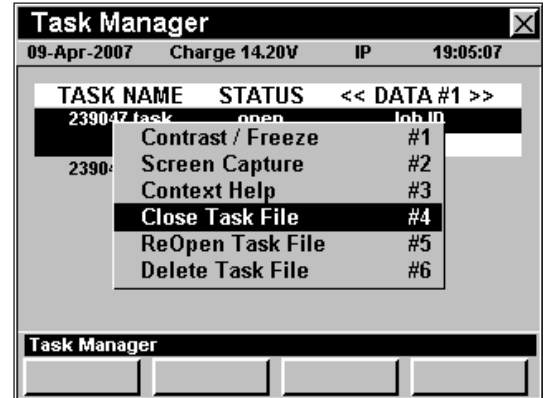 Task Manager
09-Apr-2007 Charge 14.20V IP 19:05:07
TASK NAME STATUS << DATA #1 >>
239047.task open Job ID
Contrast / Freeze #1
Screen Capture #2
2390
Context Help #3
Close Task File #4
ReOpen Task File #5
Delete Task File #6
Task Manager